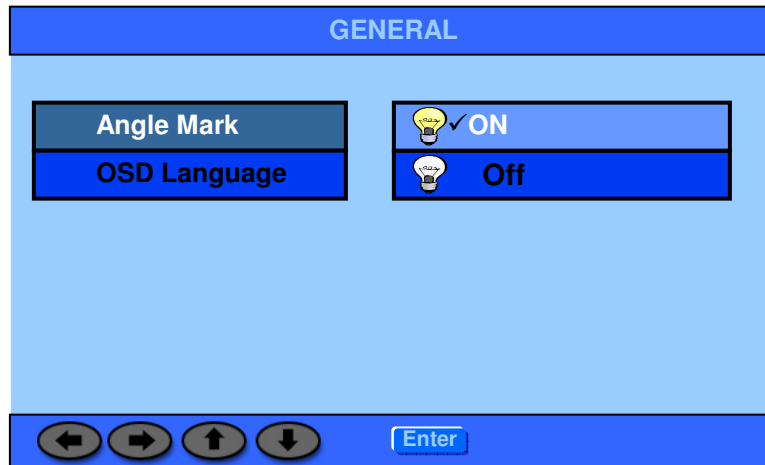 GENERAL
Angle Mark
✓ON
OSD Language
Off
Enter